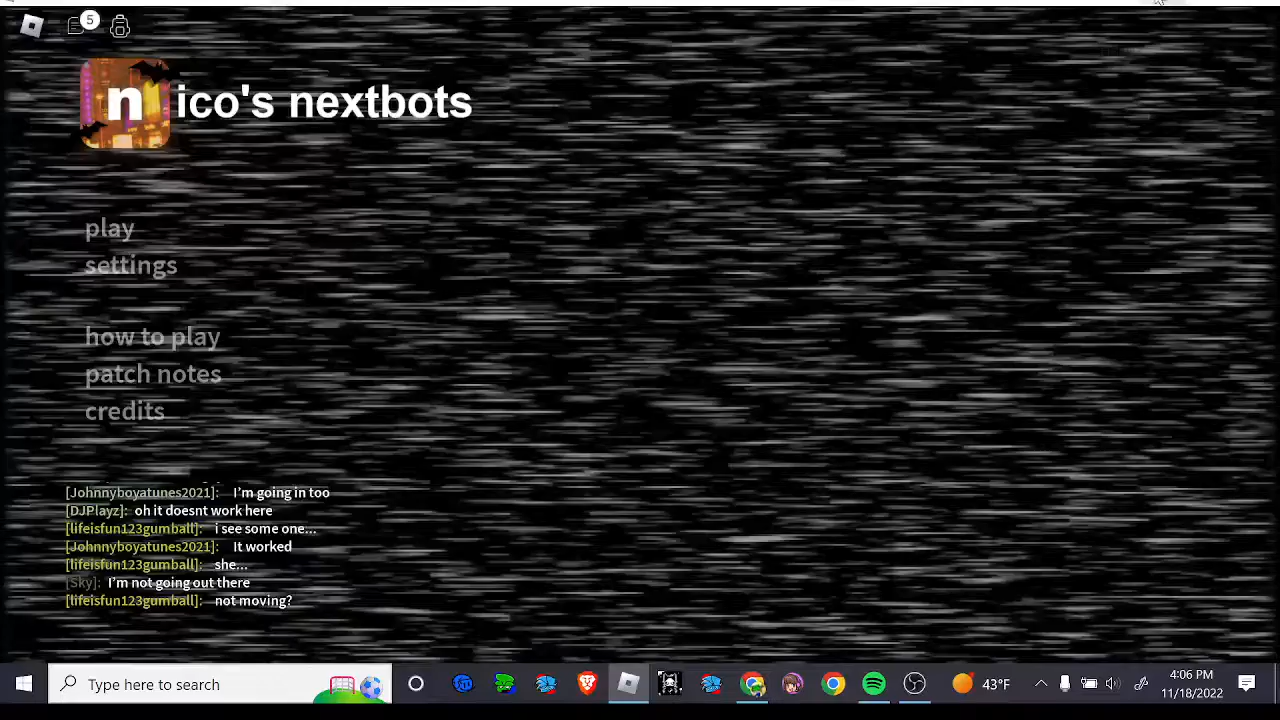 5
nico's nextbots
play
settings
how to play
patch notes
credits
[Johnnyboyatunes2021]: I'm going in too
[DJPlayz]: oh it doesnt work here
[lifeisfun123gumball]: i see some one...
[Johnnyboyatunes2021]: It worked
[lifeisfun123gumball]: she...
[Sky]: I'm not going out there
[lifeisfun123gumball]: not moving?
Type here to search
43°F
4:06 PM
11/18/2022